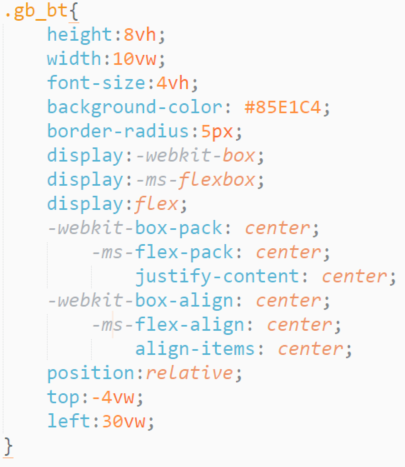 .gb_bt{
    height:8vh;
    width:10vw;
    font-size:4vh;
    background-color: #85E1C4;
    border-radius:5px;
    display:-webkit-box;
    display:-ms-flexbox;
    display:flex;
    -webkit-box-pack: center;
        -ms-flex-pack: center;
            justify-content: center;
    -webkit-box-align: center;
        -ms-flex-align: center;
            align-items: center;
    position:relative;
    top:-4vw;
    left:30vw;
}